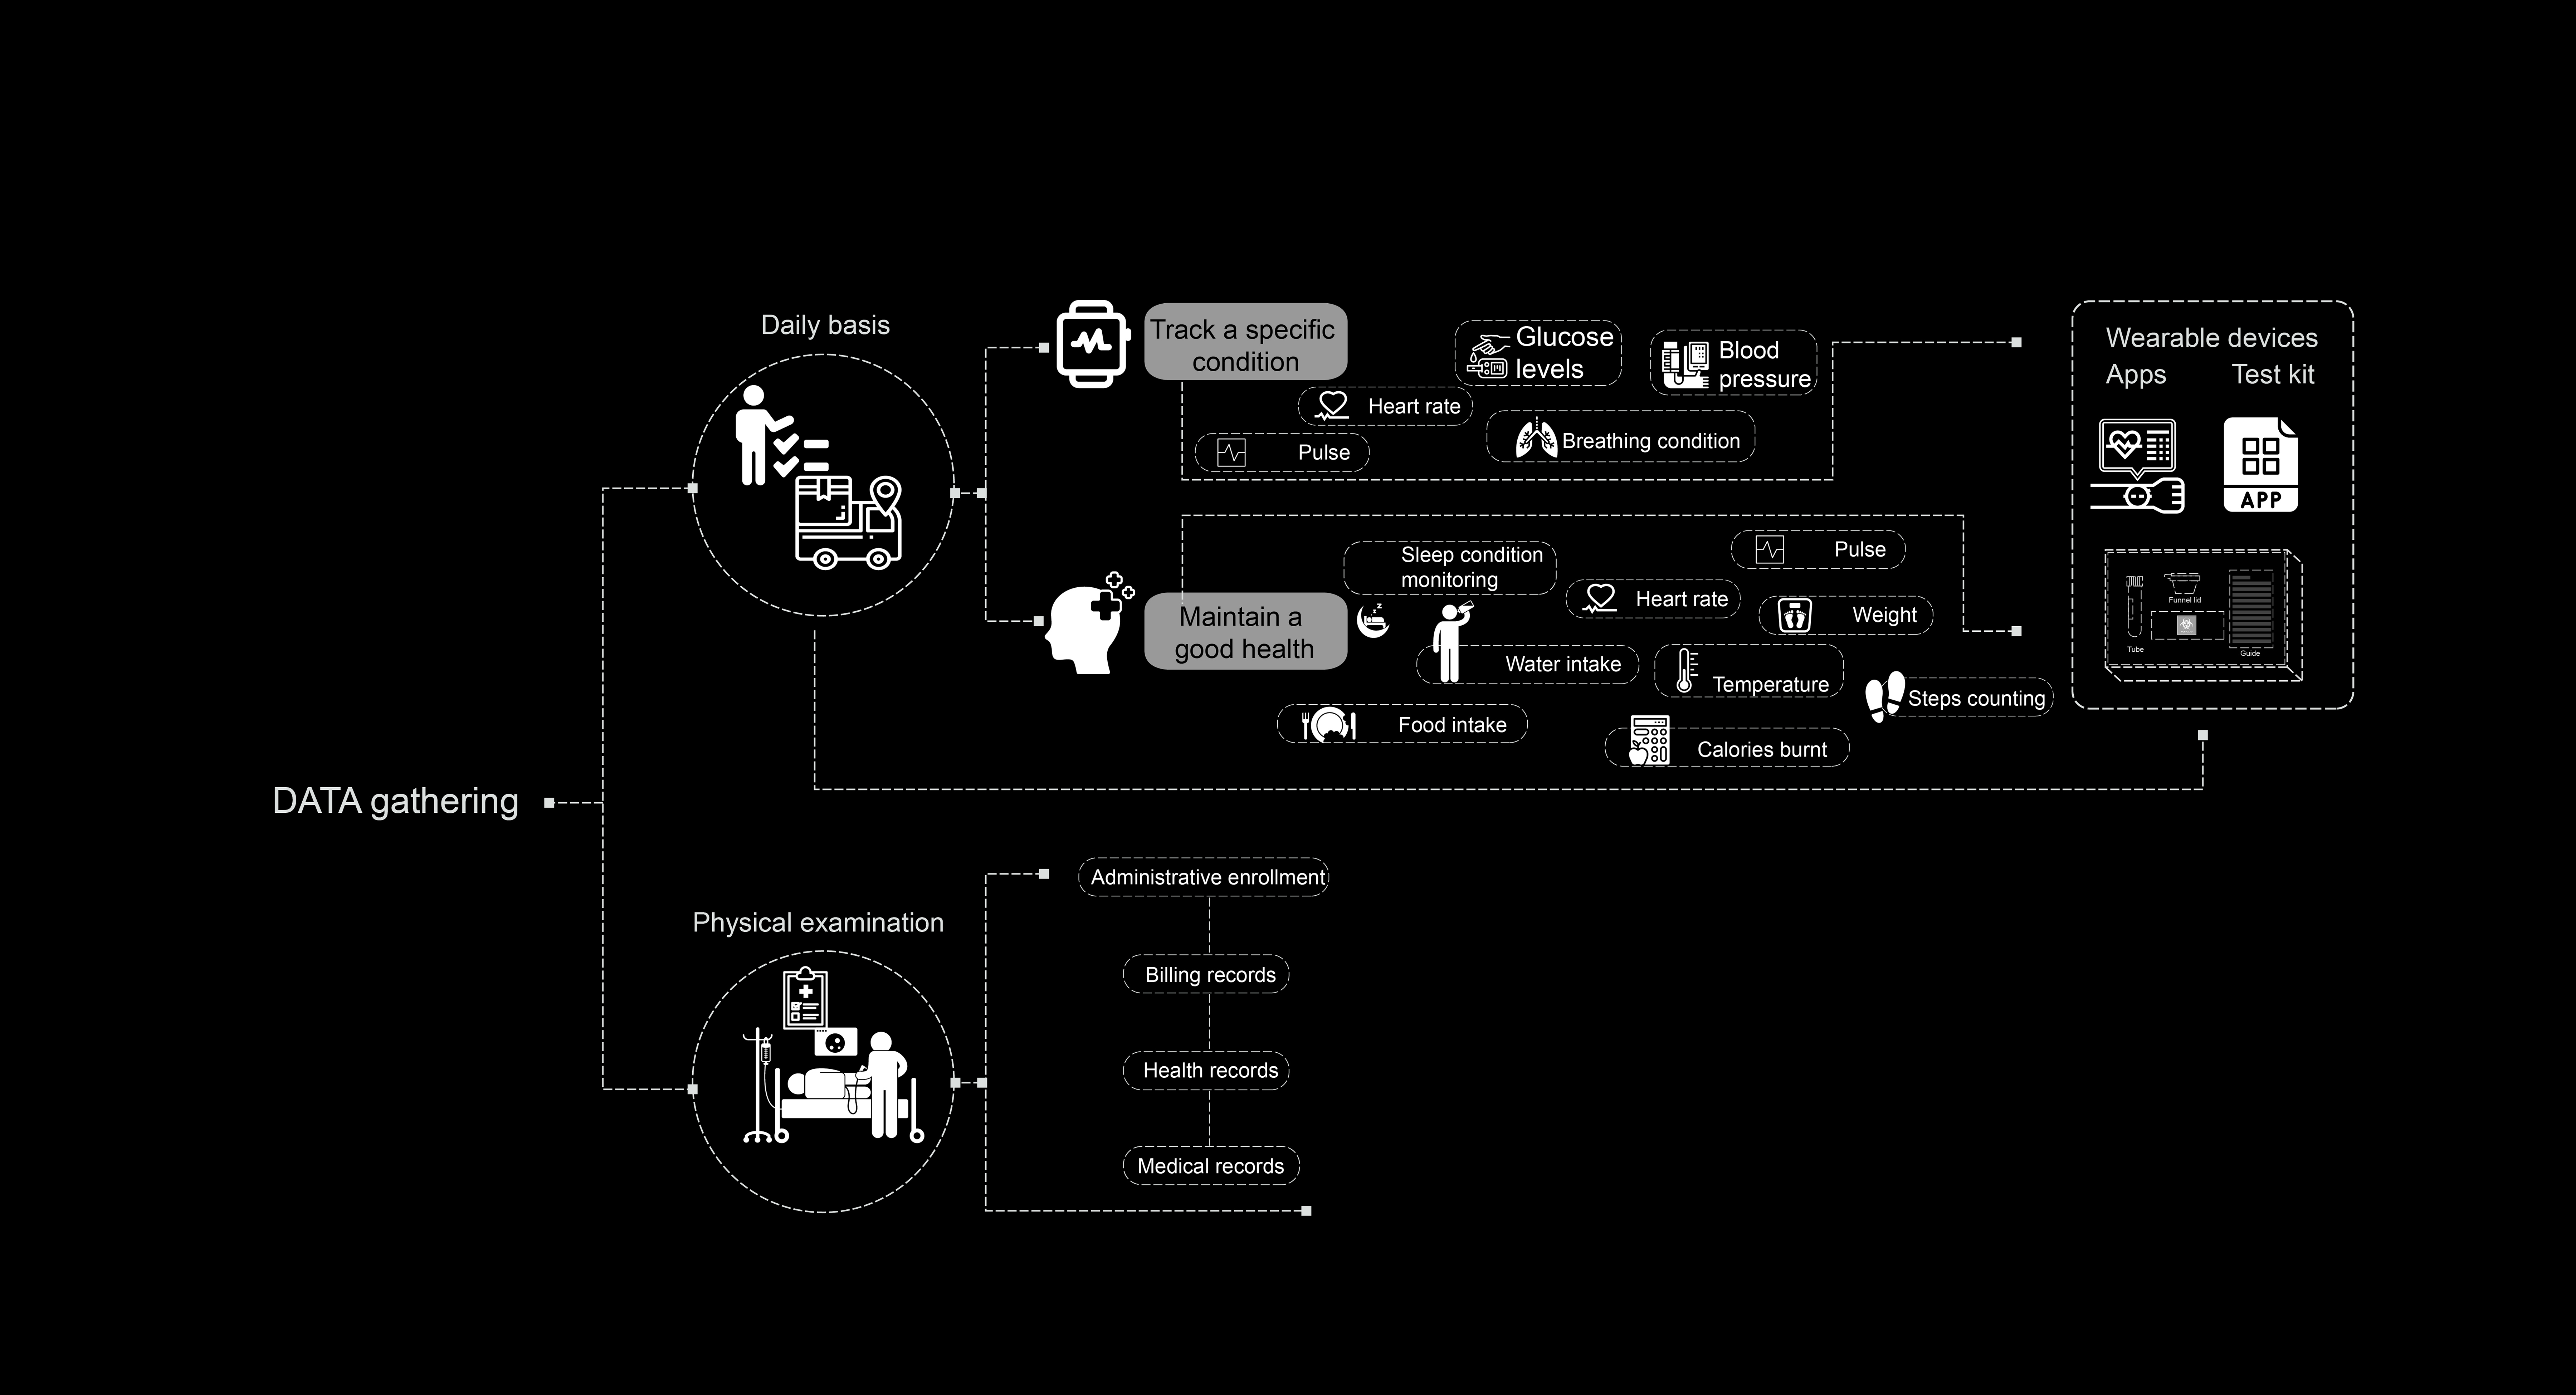 Daily basis
Track a specific
condition
Glucose
levels
Blood
pressure
Heart rate
Breathing condition
Pulse
Wearable devices
Apps
Test kit
APP
Sleep condition
monitoring
Pulse
Heart rate
Weight
Maintain a
good health
Water intake
Temperature
Steps counting
Food intake
Calories burnt
Funnel lid
Tube
Guide
DATA gathering
Administrative enrollment
Physical examination
Billing records
Health records
Medical records